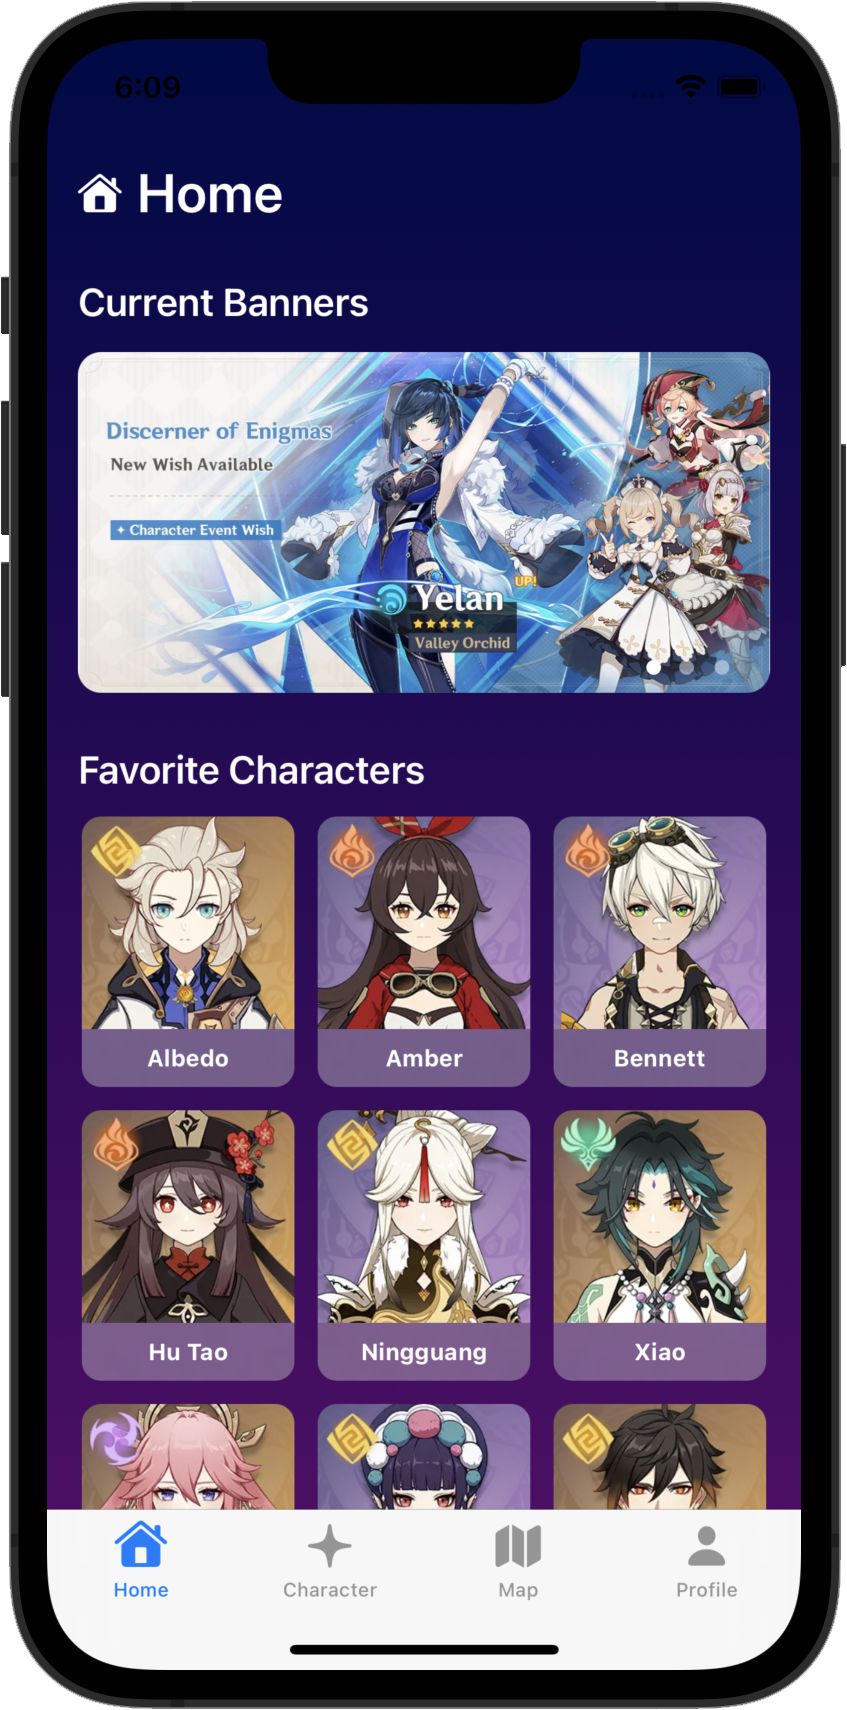 6:09
Home
Current Banners
Discerner of Enigmas
New Wish Available
✦ Character Event Wish
UP!
Yelan
★★★★★
Valley Orchid
Favorite Characters
Albedo
Amber
Bennett
Hu Tao
Ningguang
Xiao
Home
Character
Map
Profile